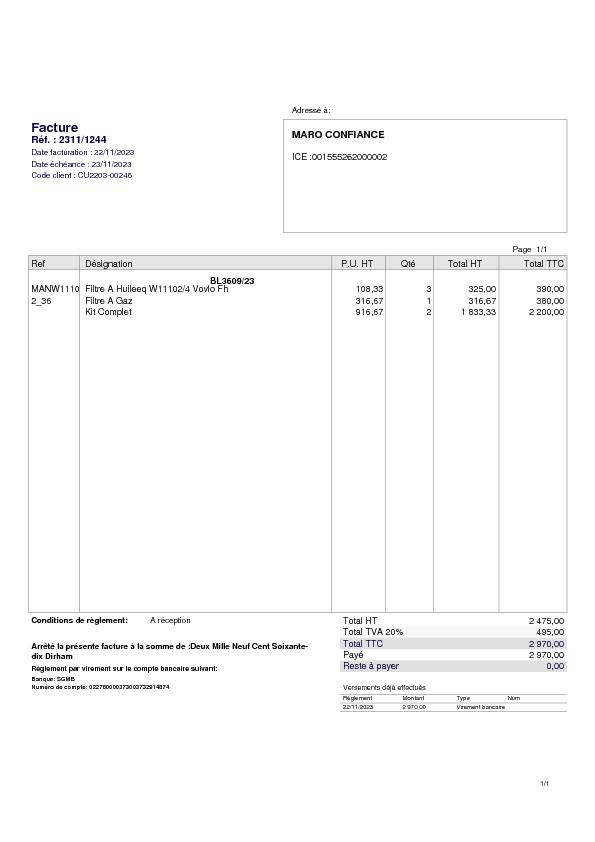 Adressé à:
Facture
Réf. : 2311/1244
Date facturation : 22/11/2023
Date échéance : 23/11/2023
Code client : CU2203-00246
MARO CONFIANCE
ICE :001555262000002
Page 1/1
Ref Désignation P.U. HT Qté Total HT Total TTC
BL3609/23
MANW1110 Filtre A Huileeq W11102/4 Vovlo Fh 108,33 3 325,00 390,00
2_36 Filtre A Gaz 316,67 1 316,67 380,00
Kit Complet 916,67 2 1 833,33 2 200,00
Conditions de règlement: A réception
Total HT 2 475,00
Total TVA 20% 495,00
Total TTC 2 970,00
Payé 2 970,00
Reste à payer 0,00
Arrêté la présente facture à la somme de :Deux Mille Neuf Cent Soixante-
dix Dirham
Règlement par virement sur le compte bancaire suivant:
Banque: SGMB
Numéro de compte: 022780000373003732914874
Versements déjà effectués
Règlement Montant Type Num
22/11/2023 2 970,00 Virement bancaire
1/1